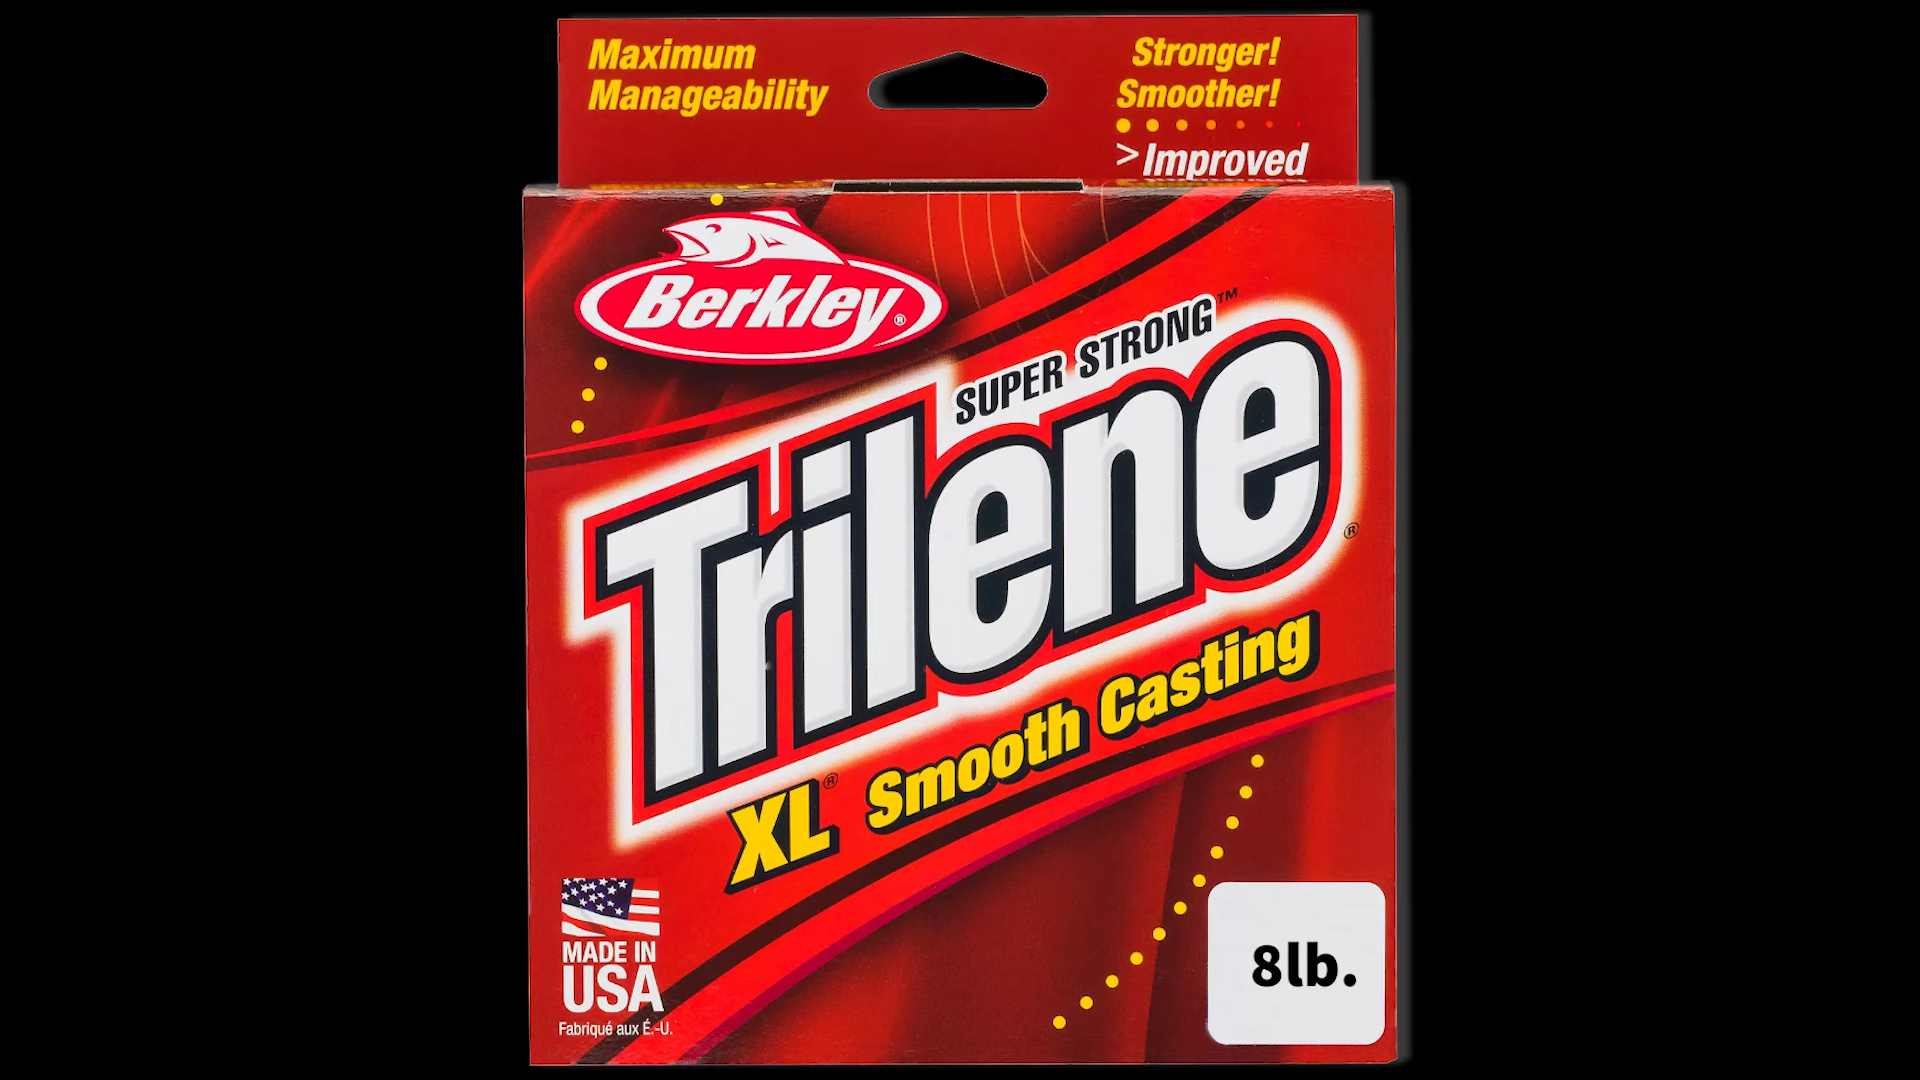 Maximum
Manageability
Stronger!
Smoother!
>Improved
Berkley®
SUPER STRONG™
Trilene®
XL® Smooth Casting
MADE IN
USA
Fabriqué aux É.-U.
8lb.